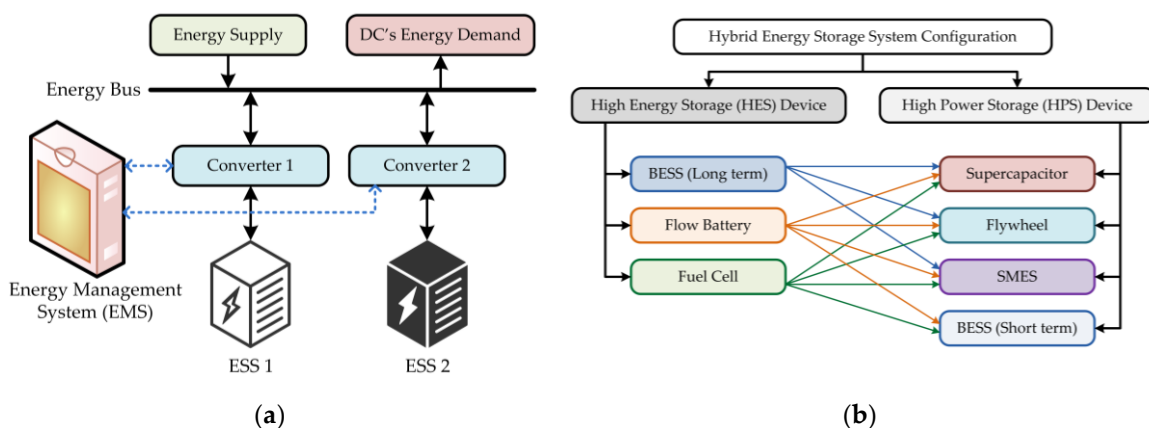 Energy Supply
DC's Energy Demand
Energy Bus
Converter 1
Converter 2
Energy Management
System (EMS)
ESS 1
ESS 2
(a)
Hybrid Energy Storage System Configuration
High Energy Storage (HES) Device
High Power Storage (HPS) Device
BESS (Long term)
Supercapacitor
Flow Battery
Flywheel
Fuel Cell
SMES
BESS (Short term)
(b)